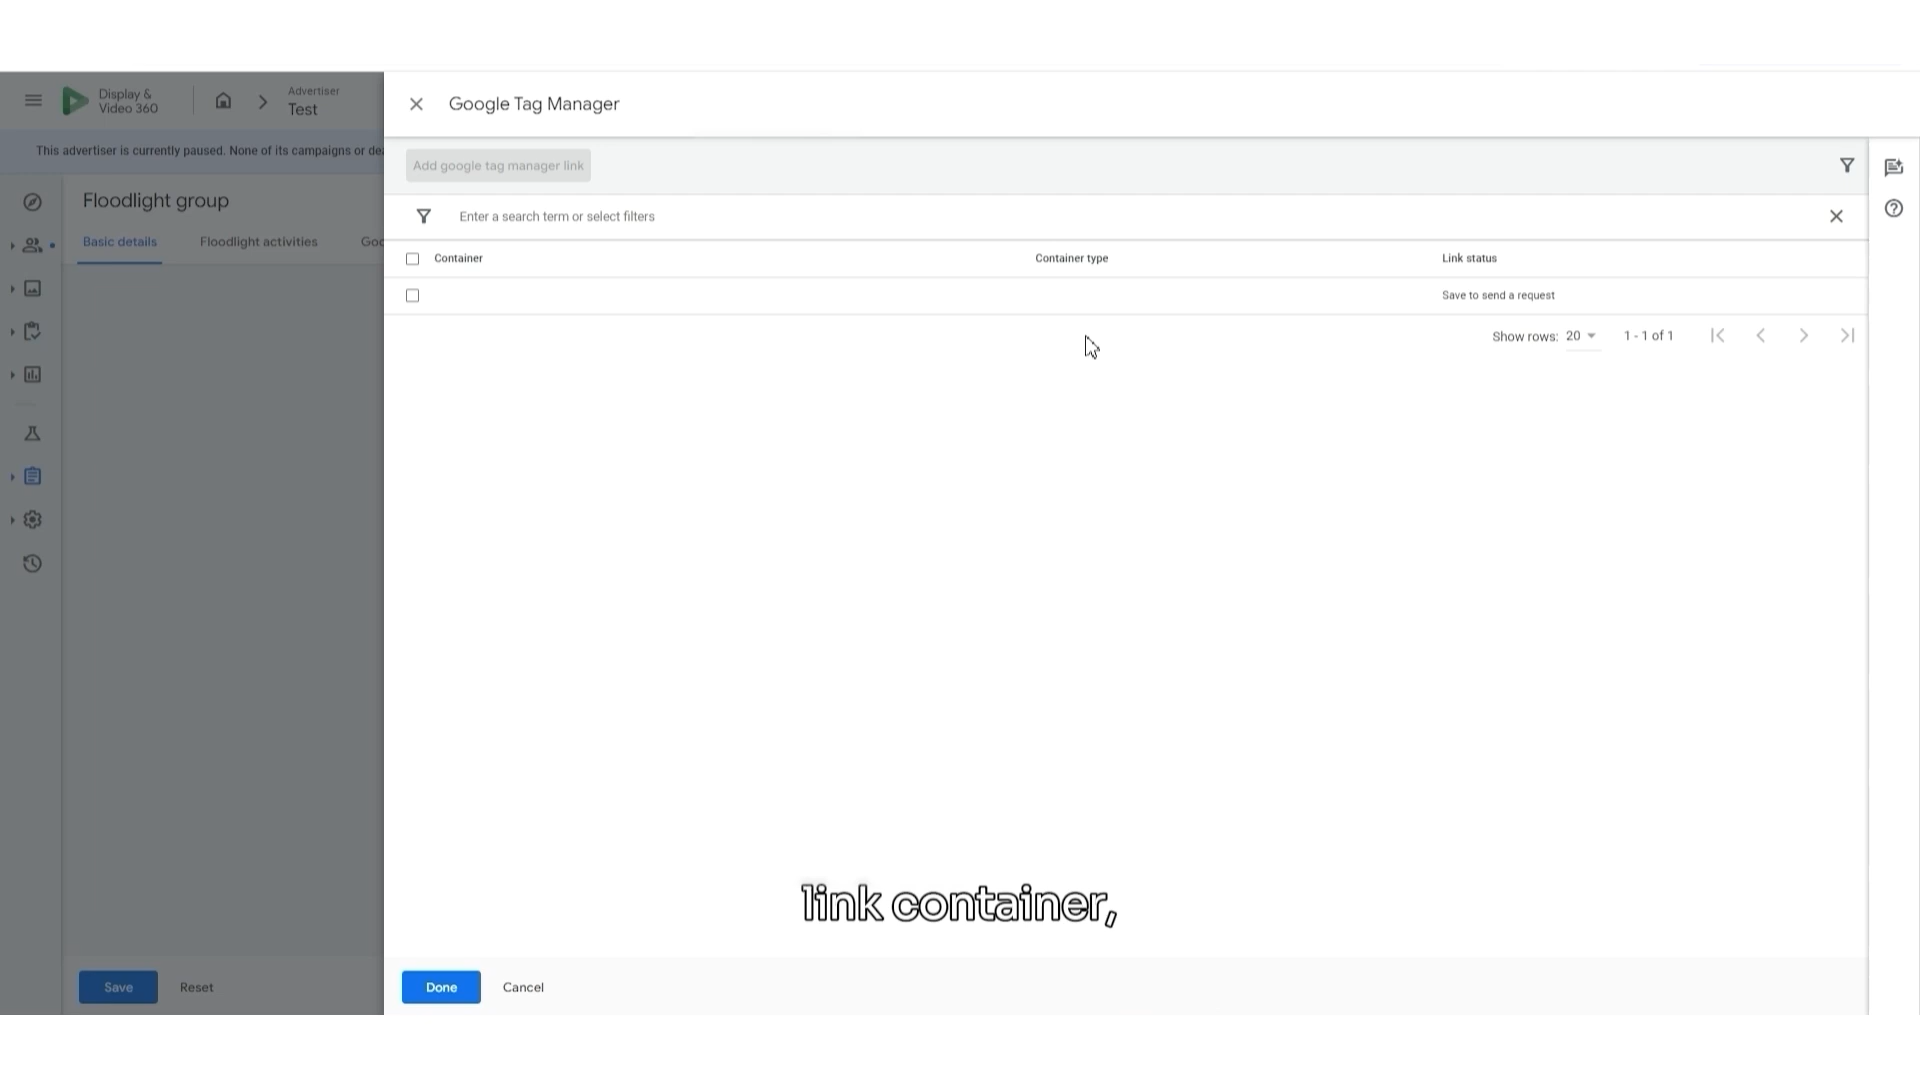 Display &
Video 360
Advertiser
Test
Google Tag Manager
This advertiser is currently paused. None of its campaigns or
Add google tag manager link
Floodlight group
Enter a search term or select filters
Basic details
Floodlight activities
Container
Container type
Link status
Save to send a request
Show rows: 20
1 - 1 of 1
link container,
Save
Reset
Done
Cancel